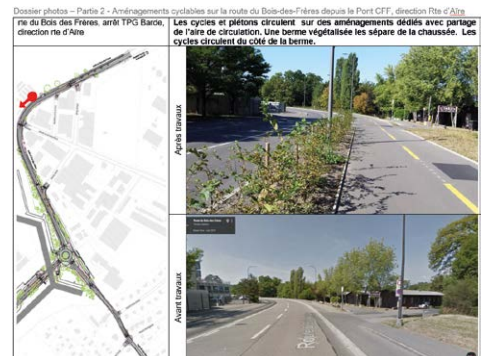 Dossier photos – Partie 2 - Aménagements cyclables sur la route du Bois-des-Frères depuis le Pont CFF, direction Rte d'Aïre
rte du Bois des Frères, arrêt TPG Barde,
direction rte d'Aïre
Les cycles et piétons circulent sur des aménagements dédiés avec partage
de l'aire de circulation. Une berme végétalisée les sépare de la chaussée. Les
cycles circulent du côté de la berme.
Après travaux
Avant travaux